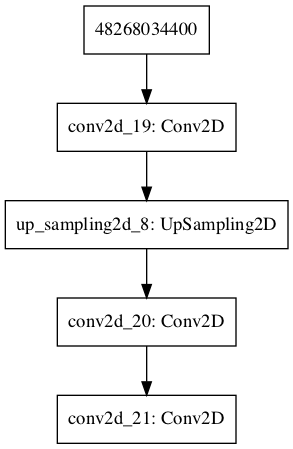 48268034400
conv2d_19: Conv2D
up_sampling2d_8: UpSampling2D
conv2d_20: Conv2D
conv2d_21: Conv2D